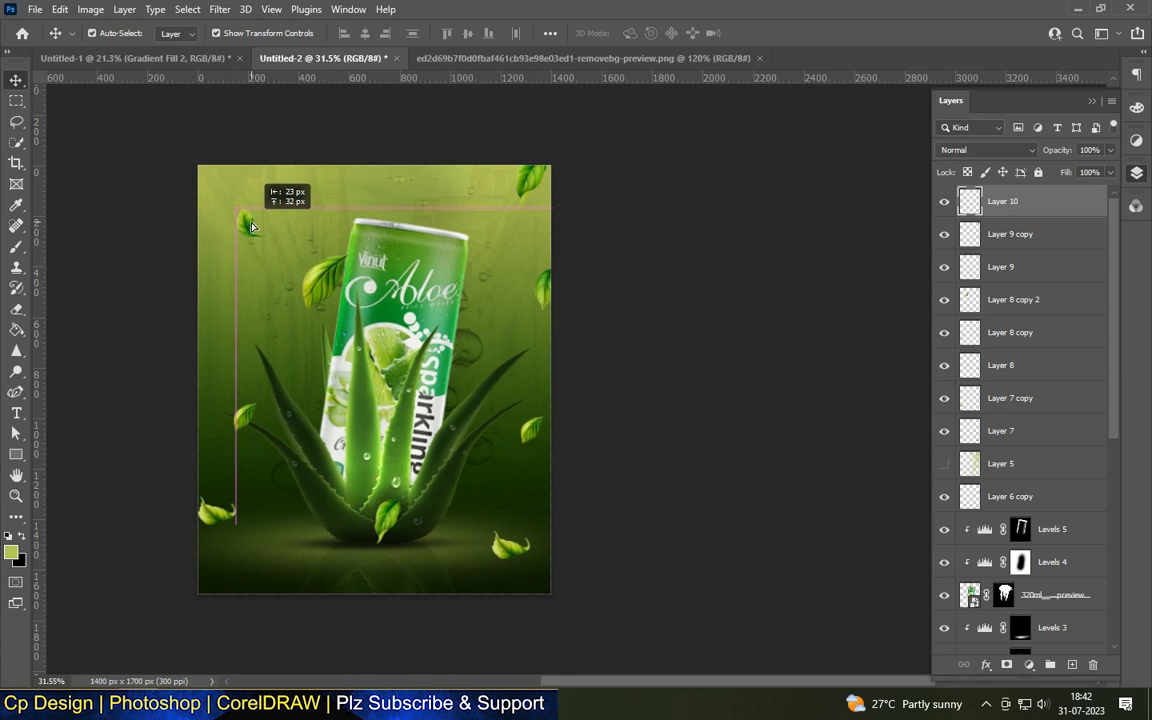 Ps File Edit Image Layer Type Select Filter 3D View Plugins Window Help
Auto-Select: Layer Show Transform Controls 3D Mode:
Untitled-1 @ 21.3% (Gradient Fill 2, RGB/8#) * × Untitled-2 @ 31.5% (RGB/8#) * × ed2d69b7f0d0fbaf461cb93e98e03ed1-removebg-preview.png @ 120% (RGB/8#) ×
600 400 200 0 200 400 600 800 1000 1200 1400 1600 1800 2000 2200 2400 2600 2800 3000 3200 3400
23 px
32 px
Vinut
Aloe
sparkling
Layers
Kind
Normal Opacity: 100%
Lock: Fill: 100%
Layer 10
Layer 9 copy
Layer 9
Layer 8 copy 2
Layer 8 copy
Layer 8
Layer 7 copy
Layer 7
Layer 5
Layer 6 copy
Levels 5
Levels 4
320ml_...preview...
Levels 3
fx
31.55% 1400 px x 1700 px (300 ppi)
Cp Design | Photoshop | CorelDRAW | Plz Subscribe & Support
27°C Partly sunny
18:42
31-07-2023